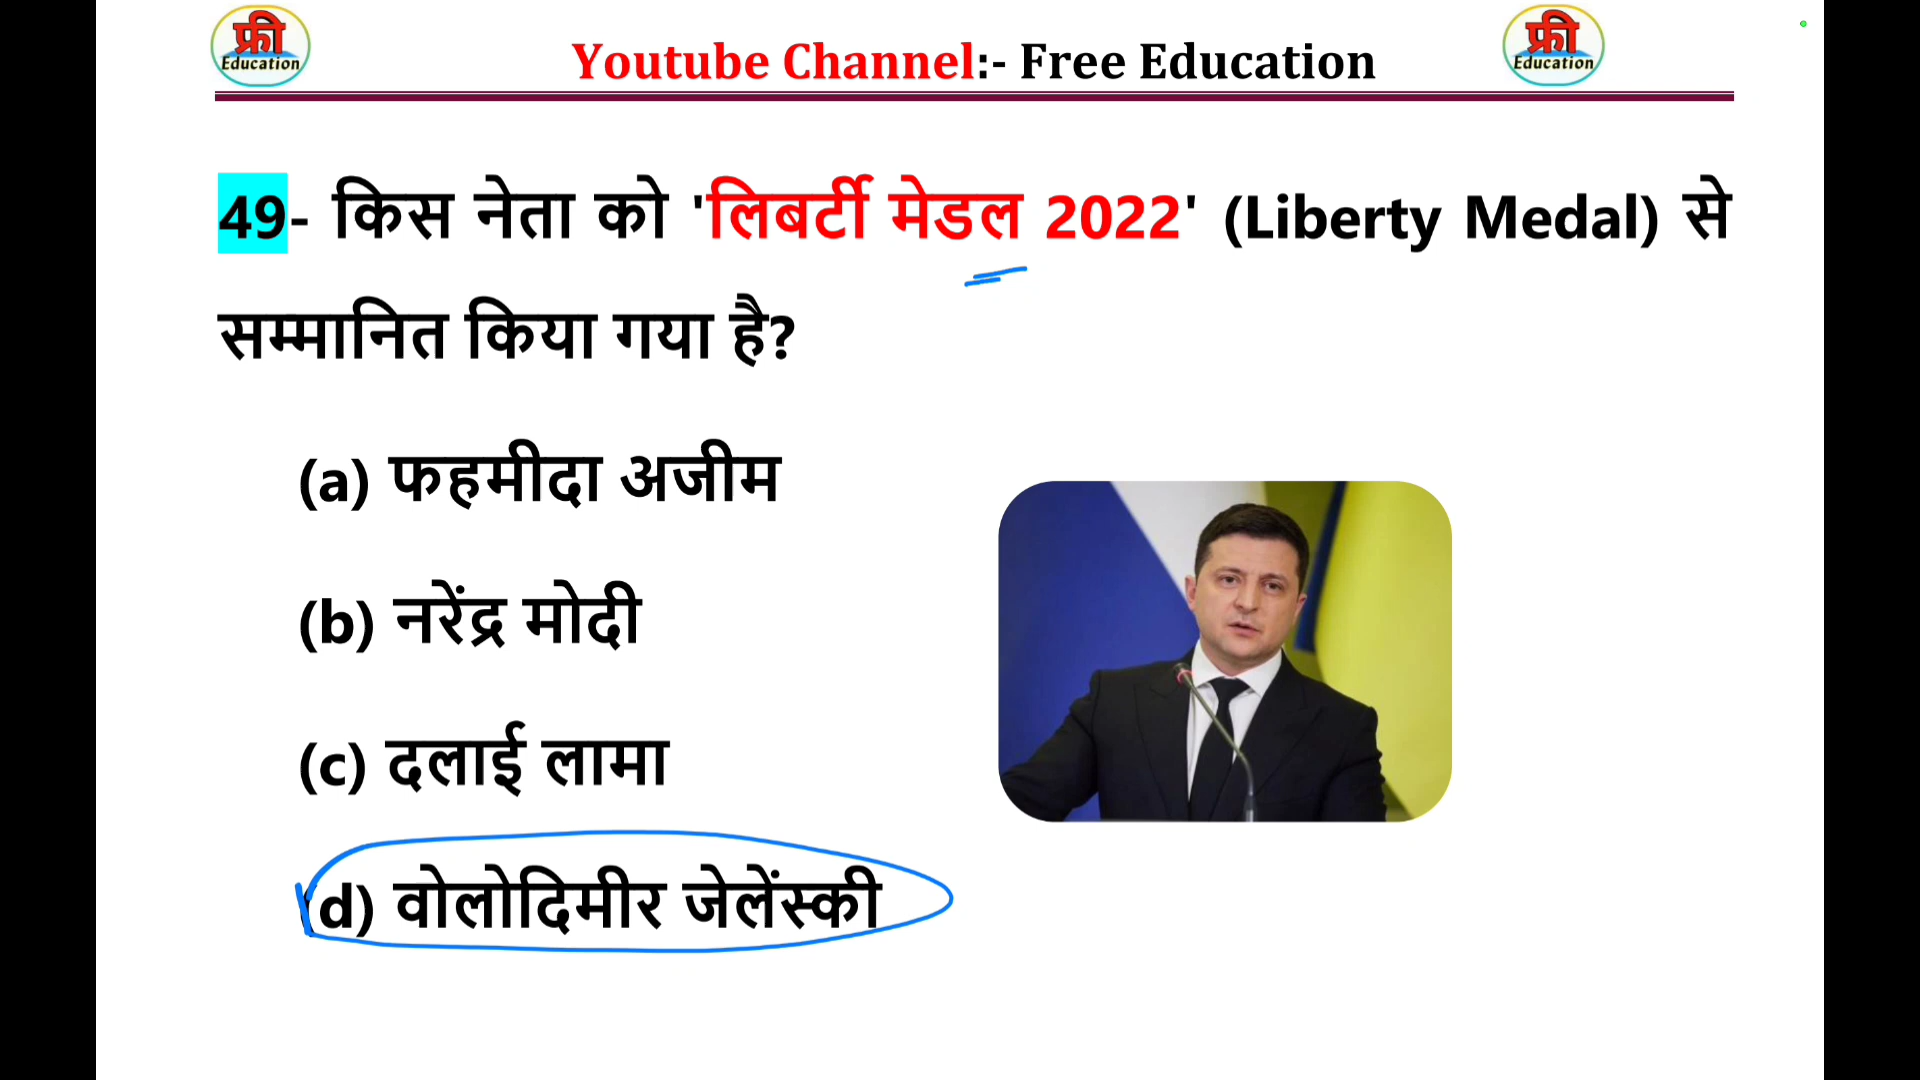 फ्री Education
Youtube Channel:- Free Education
फ्री Education
49- किस नेता को 'लिबर्टी मेडल 2022' (Liberty Medal) से
सम्मानित किया गया है?
(a) फहमीदा अजीम
(b) नरेंद्र मोदी
(c) दलाई लामा
(d) वोलोदिमीर जेलेंस्की